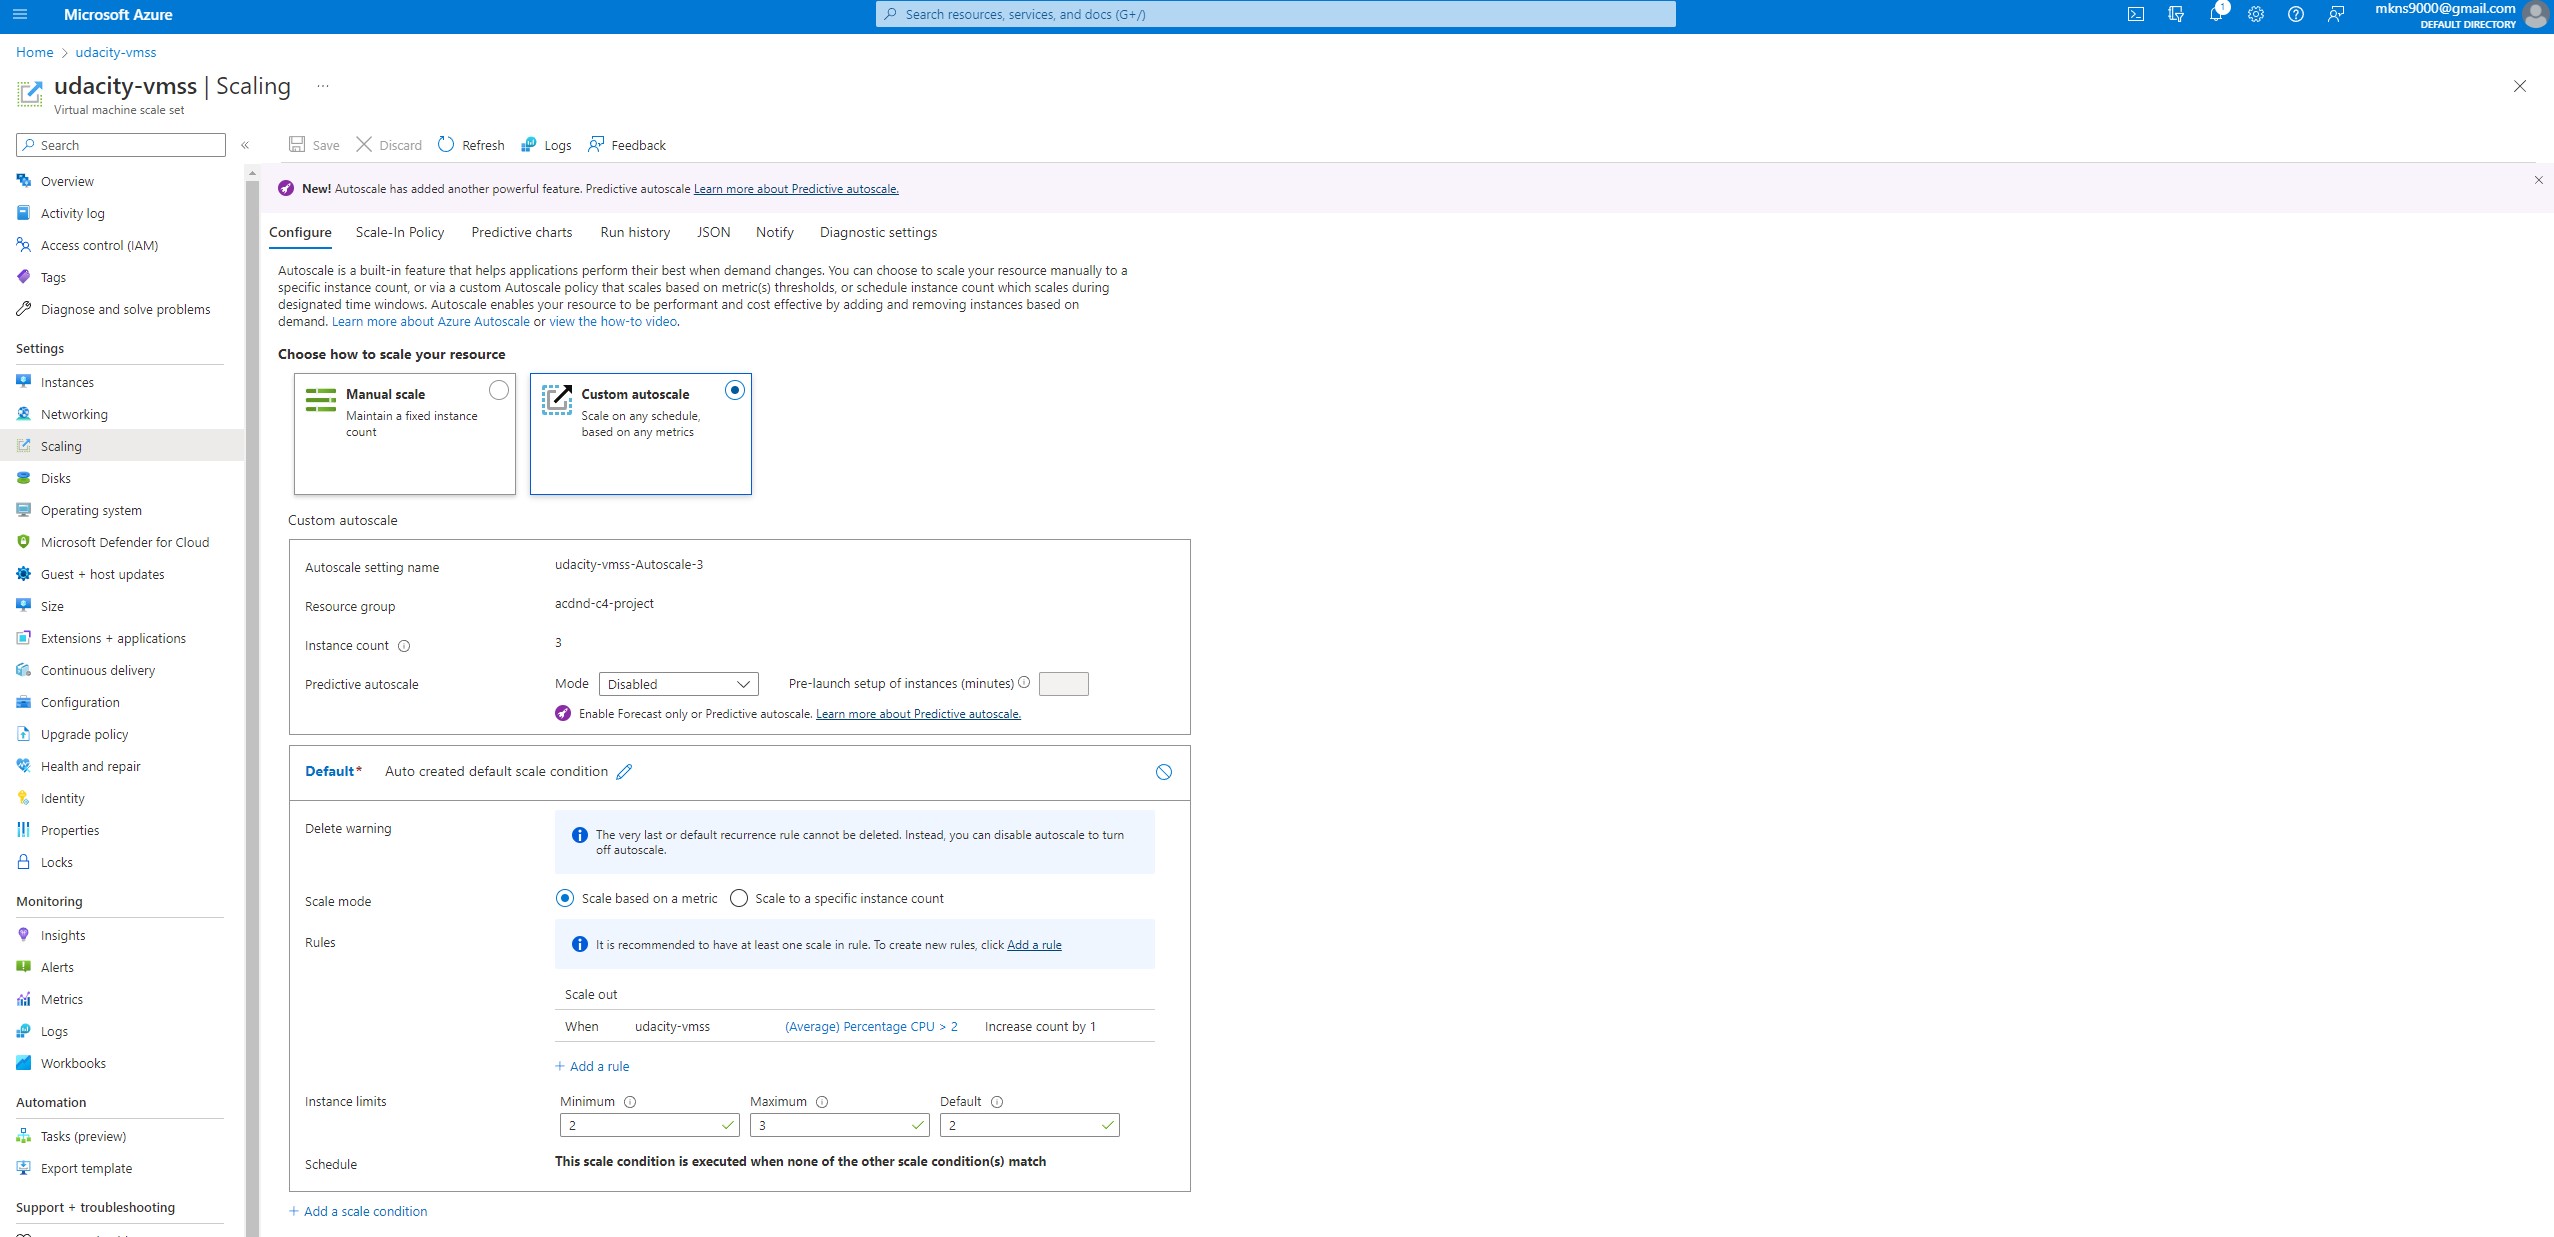 Microsoft Azure
Search resources, services, and docs (G+/)
1
mkns9000@gmail.com
DEFAULT DIRECTORY
Home > udacity-vmss
udacity-vmss | Scaling ...
Virtual machine scale set
Search
«
Save
Discard
Refresh
Logs
Feedback
New! Autoscale has added another powerful feature. Predictive autoscale Learn more about Predictive autoscale.
Overview
Activity log
Access control (IAM)
Tags
Diagnose and solve problems
Settings
Instances
Networking
Scaling
Disks
Operating system
Microsoft Defender for Cloud
Guest + host updates
Size
Extensions + applications
Continuous delivery
Configuration
Upgrade policy
Health and repair
Identity
Properties
Locks
Monitoring
Insights
Alerts
Metrics
Logs
Workbooks
Automation
Tasks (preview)
Export template
Support + troubleshooting
Configure
Scale-In Policy
Predictive charts
Run history
JSON
Notify
Diagnostic settings
Autoscale is a built-in feature that helps applications perform their best when demand changes. You can choose to scale your resource manually to a
specific instance count, or via a custom Autoscale policy that scales based on metric(s) thresholds, or schedule instance count which scales during
designated time windows. Autoscale enables your resource to be performant and cost effective by adding and removing instances based on
demand. Learn more about Azure Autoscale or view the how-to video.
Choose how to scale your resource
Manual scale
Maintain a fixed instance
count
Custom autoscale
Scale on any schedule,
based on any metrics
Custom autoscale
Autoscale setting name
udacity-vmss-Autoscale-3
Resource group
acdnd-c4-project
Instance count
3
Predictive autoscale
Mode
Disabled
Pre-launch setup of instances (minutes)
Enable Forecast only or Predictive autoscale. Learn more about Predictive autoscale.
Default*
Auto created default scale condition
Delete warning
The very last or default recurrence rule cannot be deleted. Instead, you can disable autoscale to turn
off autoscale.
Scale mode
Scale based on a metric
Scale to a specific instance count
Rules
It is recommended to have at least one scale in rule. To create new rules, click Add a rule
Scale out
When
udacity-vmss
(Average) Percentage CPU > 2
Increase count by 1
+ Add a rule
Instance limits
Minimum
Maximum
Default
2
3
2
Schedule
This scale condition is executed when none of the other scale condition(s) match
+ Add a scale condition